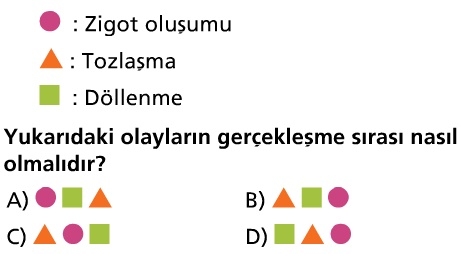 : Zigot oluşumu
: Tozlaşma
: Döllenme
Yukarıdaki olayların gerçekleşme sırası nasıl
olmalıdır?
A) B)
C) D)